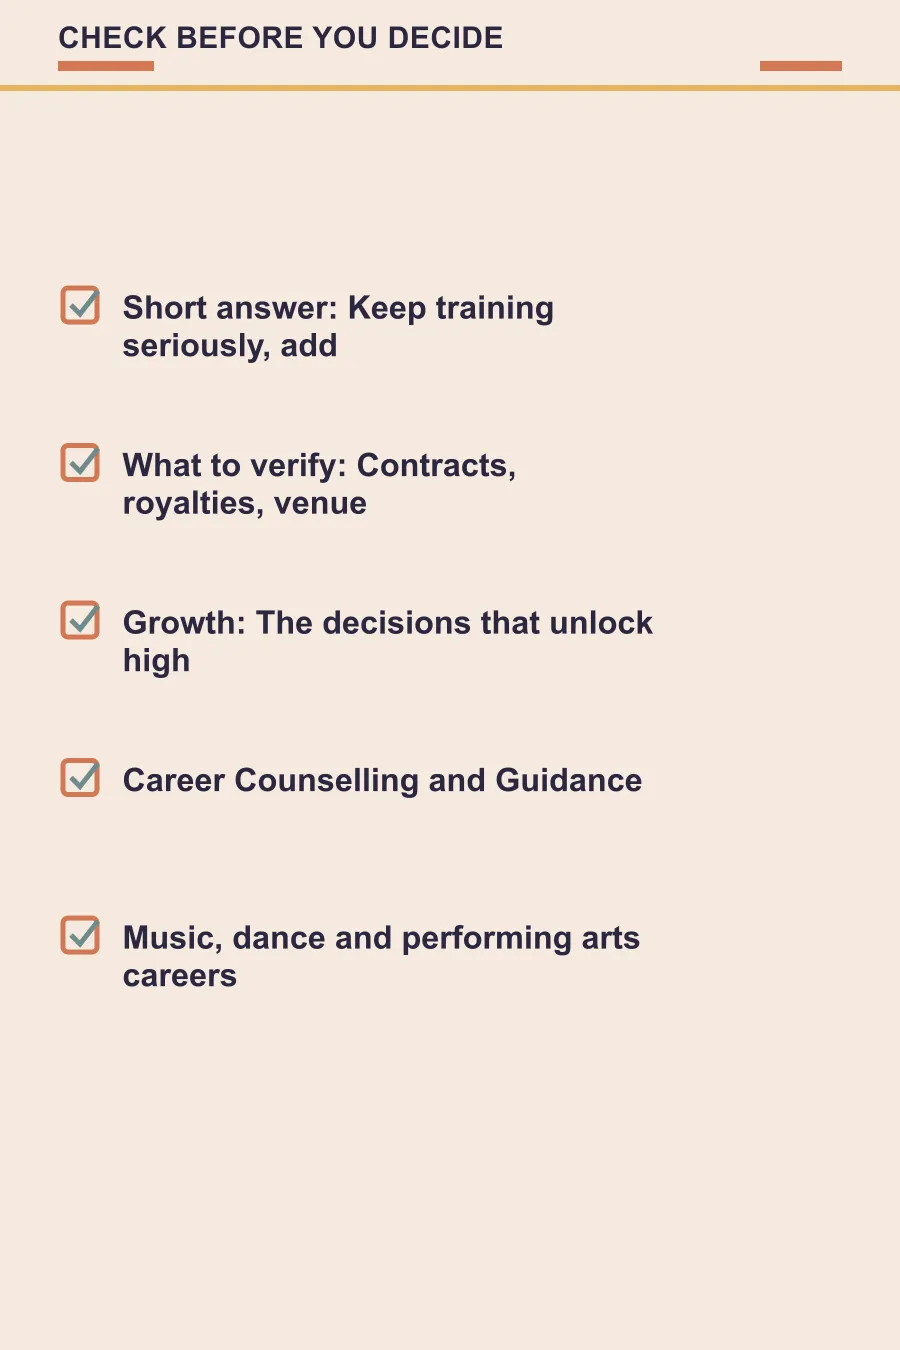 CHECK BEFORE YOU DECIDE
Short answer: Keep training
seriously, add
What to verify: Contracts,
royalties, venue
Growth: The decisions that unlock
high
Career Counselling and Guidance
Music, dance and performing arts
careers